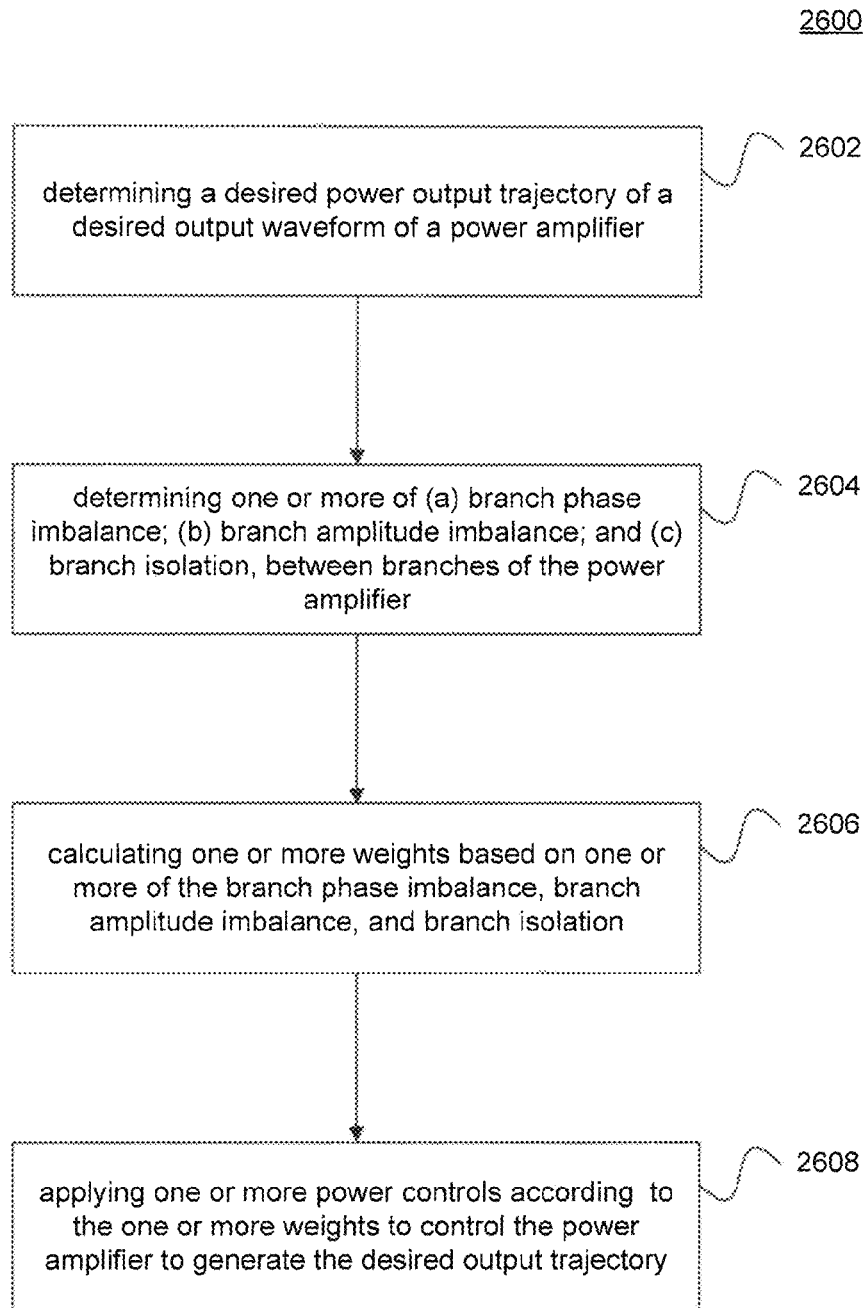 2600
2602
determining a desired power output trajectory of a
desired output waveform of a power amplifier
2604
determining one or more of (a) branch phase
imbalance; (b) branch amplitude imbalance; and (c)
branch isolation, between branches of the power
amplifier
2606
calculating one or more weights based on one or
more of the branch phase imbalance, branch
amplitude imbalance, and branch isolation
2608
applying one or more power controls according to
the one or more weights to control the power
amplifier to generate the desired output trajectory